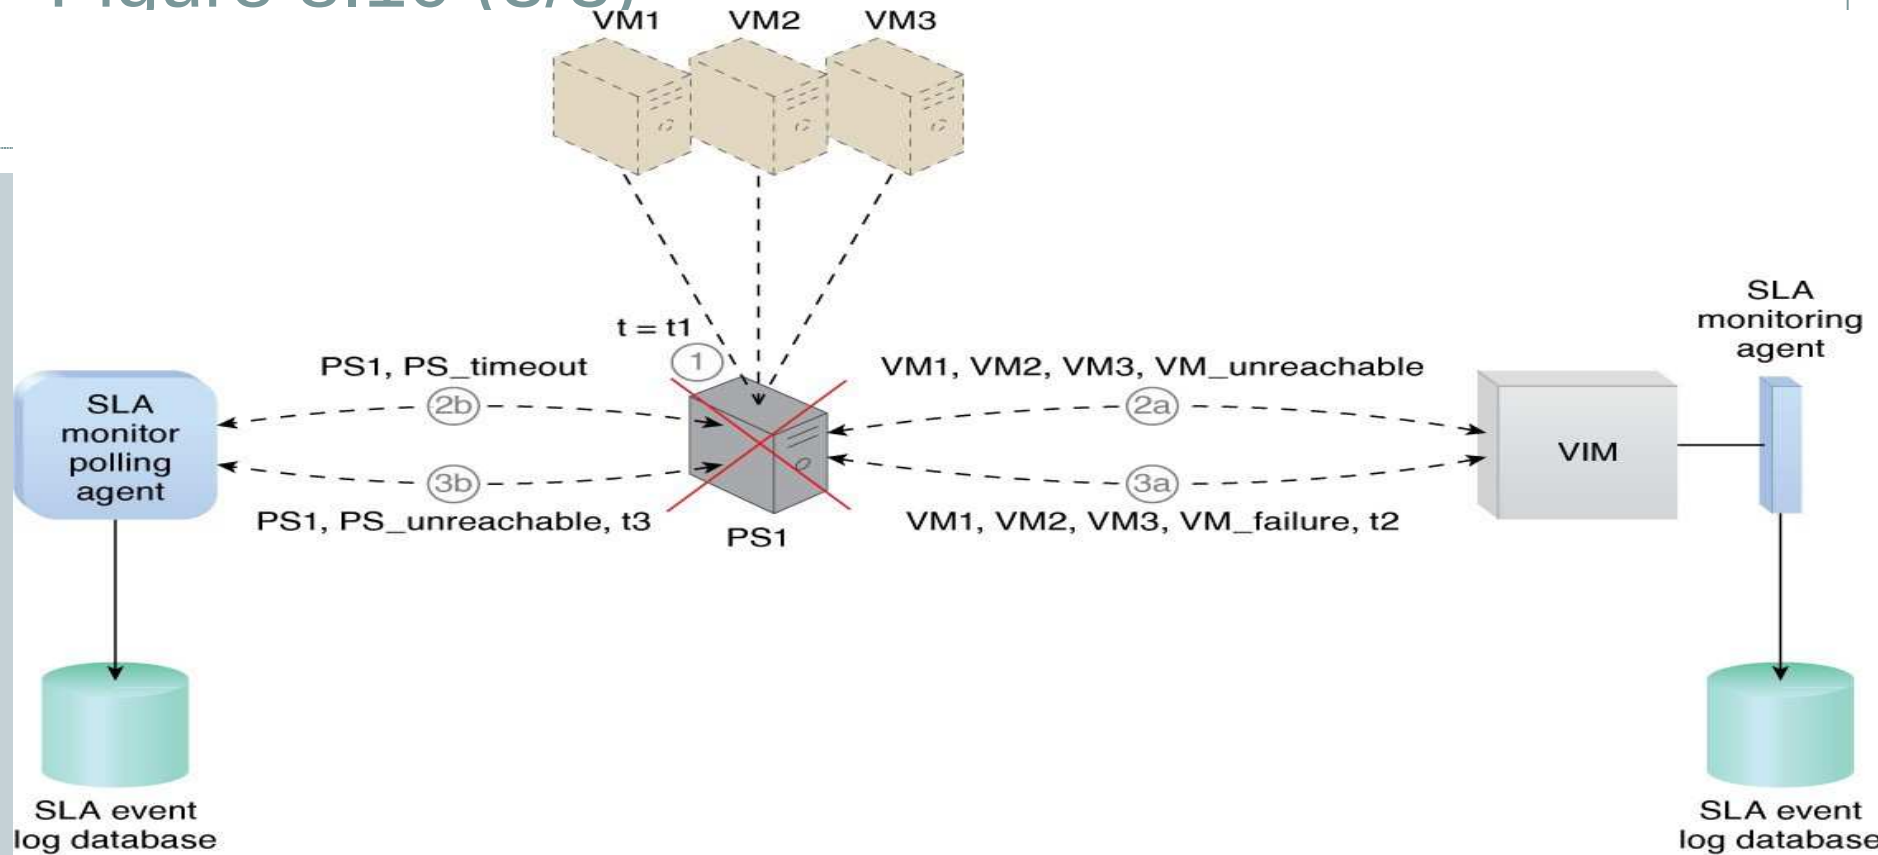 VM1 VM2 VM3
t = t1
1
PS1, PS_timeout
VM1, VM2, VM3, VM_unreachable
SLA
monitoring
agent
SLA
monitor
polling
agent
2b
2a
VIM
3b
3a
PS1, PS_unreachable, t3
PS1
VM1, VM2, VM3, VM_failure, t2
SLA event
log database
SLA event
log database